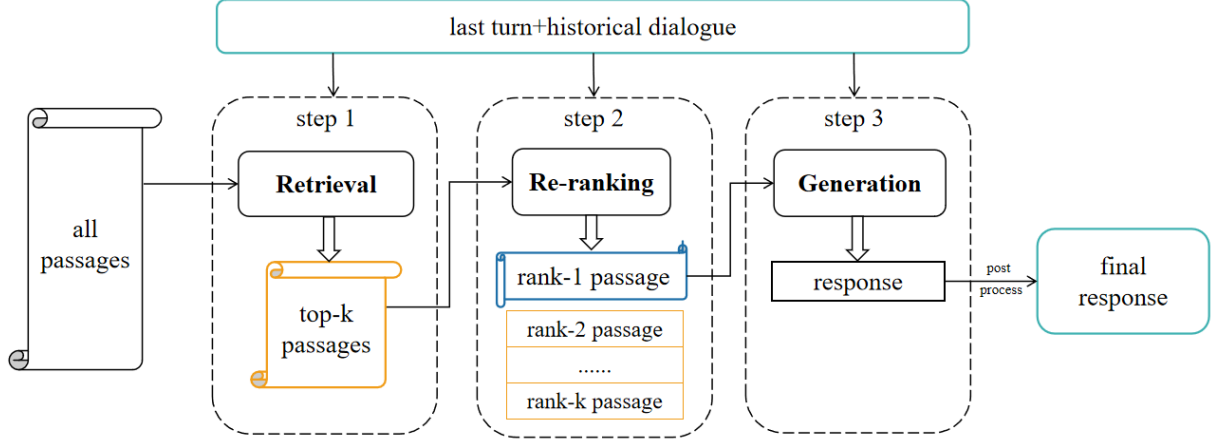 last turn+historical dialogue
step 1
step 2
step 3
Retrieval
Re-ranking
Generation
all
passages
top-k
passages
rank-1 passage
rank-2 passage
......
rank-k passage
response
post
process
final
response